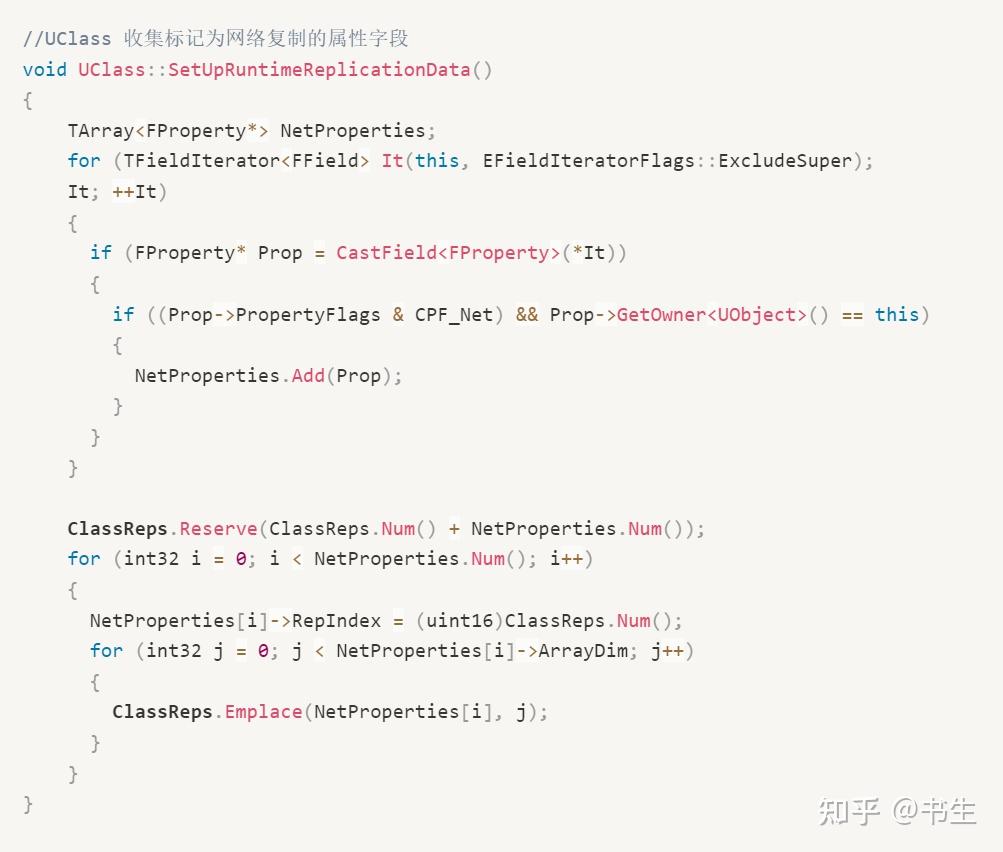 //UClass 收集标记为网络复制的属性字段
void UClass::SetUpRuntimeReplicationData()
{
    TArray<FProperty*> NetProperties;
    for (TFieldIterator<FField> It(this, EFieldIteratorFlags::ExcludeSuper);
    It; ++It)
    {
      if (FProperty* Prop = CastField<FProperty>(*It))
      {
        if ((Prop->PropertyFlags & CPF_Net) && Prop->GetOwner<UObject>() == this)
        {
          NetProperties.Add(Prop);
        }
      }
    }

    ClassReps.Reserve(ClassReps.Num() + NetProperties.Num());
    for (int32 i = 0; i < NetProperties.Num(); i++)
    {
      NetProperties[i]->RepIndex = (uint16)ClassReps.Num();
      for (int32 j = 0; j < NetProperties[i]->ArrayDim; j++)
      {
        ClassReps.Emplace(NetProperties[i], j);
      }
    }
}
知乎 @书生